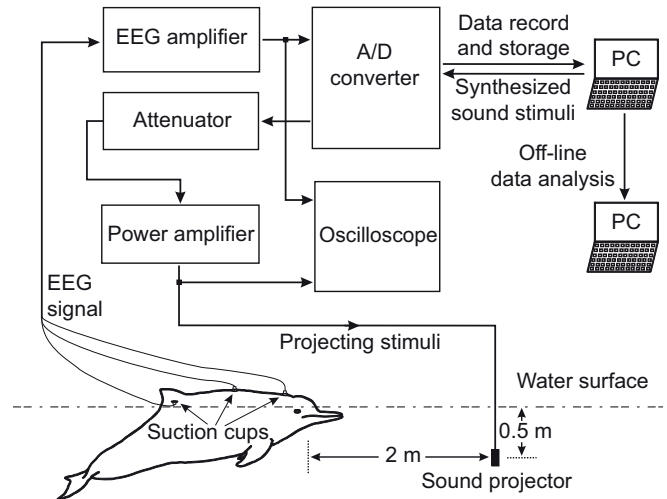 EEG amplifier
A/D
converter
Data record
and storage
PC
Synthesized
sound stimuli
Attenuator
Off-line
data analysis
PC
Power amplifier
Oscilloscope
EEG
signal
Projecting stimuli
Water surface
Suction cups
0.5 m
2 m
Sound projector